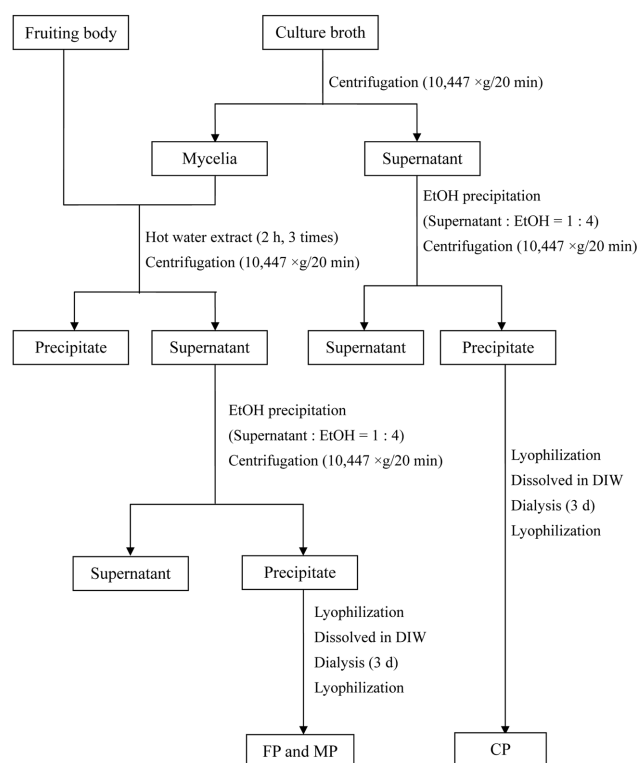 Fruiting body
Culture broth
Centrifugation (10,447 ×g/20 min)
Mycelia
Supernatant
EtOH precipitation
(Supernatant : EtOH = 1 : 4)
Centrifugation (10,447 ×g/20 min)
Hot water extract (2 h, 3 times)
Centrifugation (10,447 ×g/20 min)
Precipitate
Supernatant
Supernatant
Precipitate
EtOH precipitation
(Supernatant : EtOH = 1 : 4)
Centrifugation (10,447 ×g/20 min)
Lyophilization
Dissolved in DIW
Dialysis (3 d)
Lyophilization
Supernatant
Precipitate
Lyophilization
Dissolved in DIW
Dialysis (3 d)
Lyophilization
FP and MP
CP